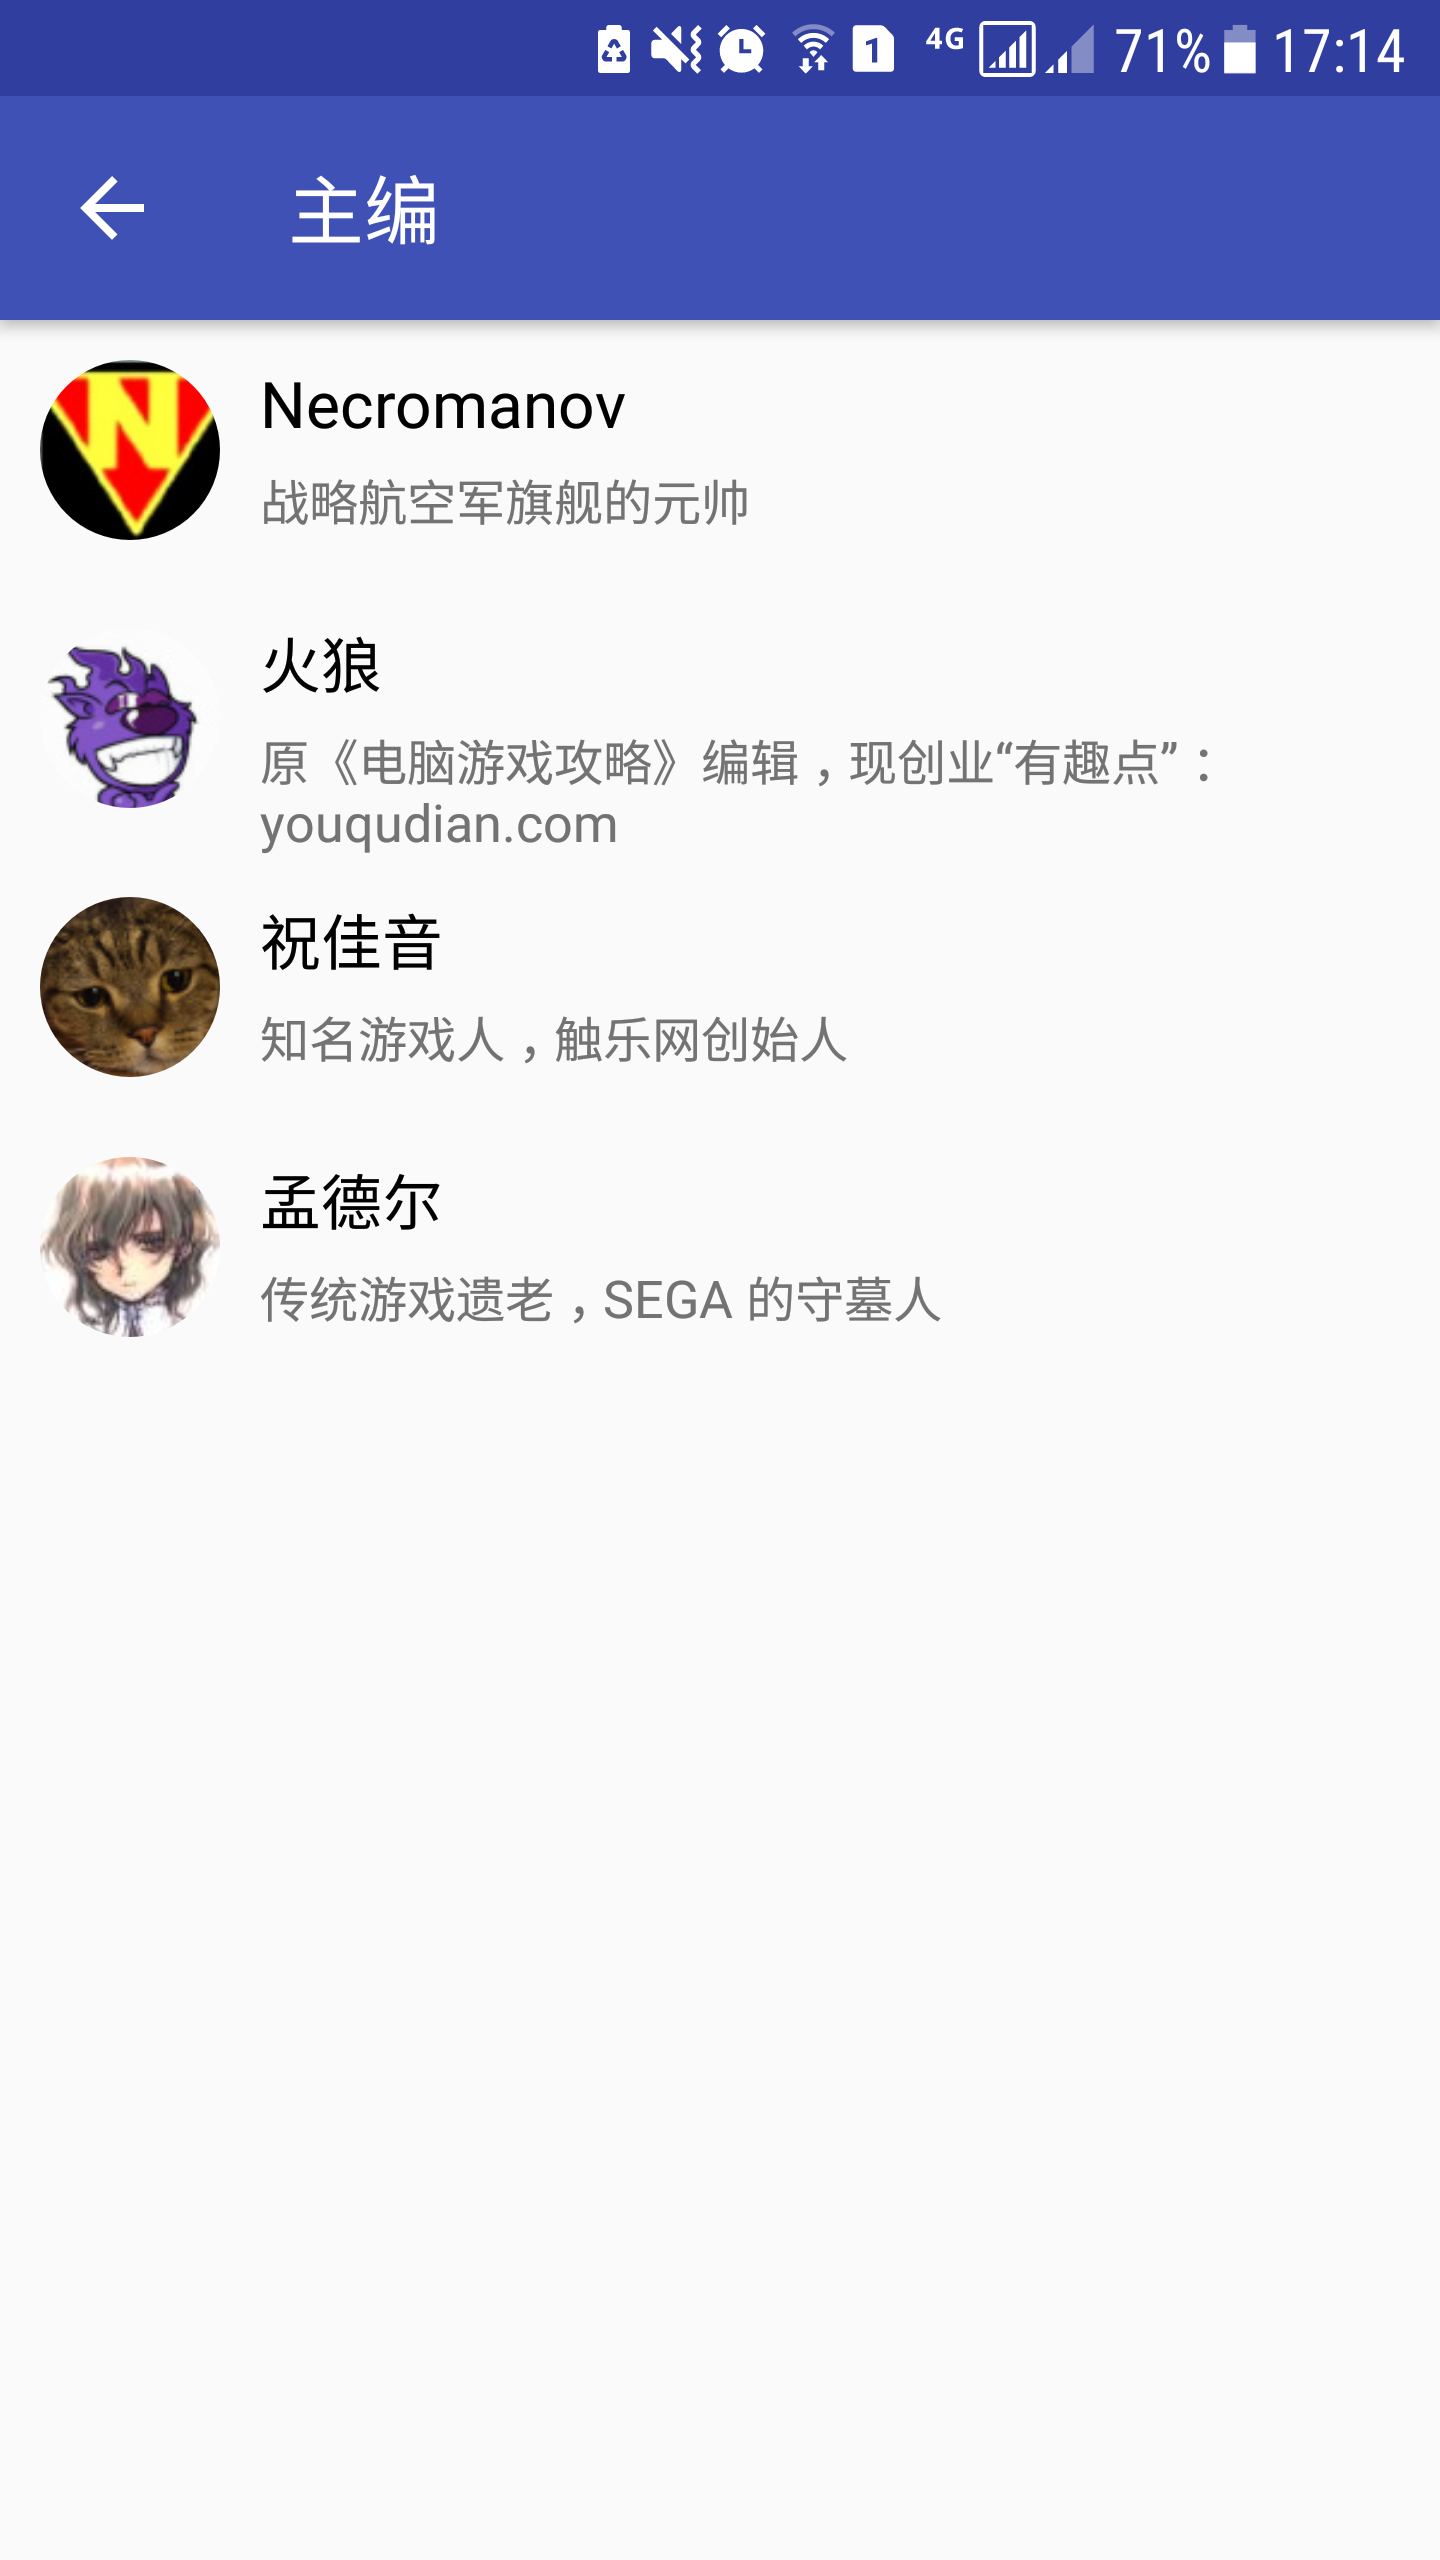 4G 71% 17:14
主编
Necromanov
战略航空军旗舰的元帅
火狼
原《电脑游戏攻略》编辑，现创业“有趣点”：
youqudian.com
祝佳音
知名游戏人，触乐网创始人
孟德尔
传统游戏遗老，SEGA 的守墓人